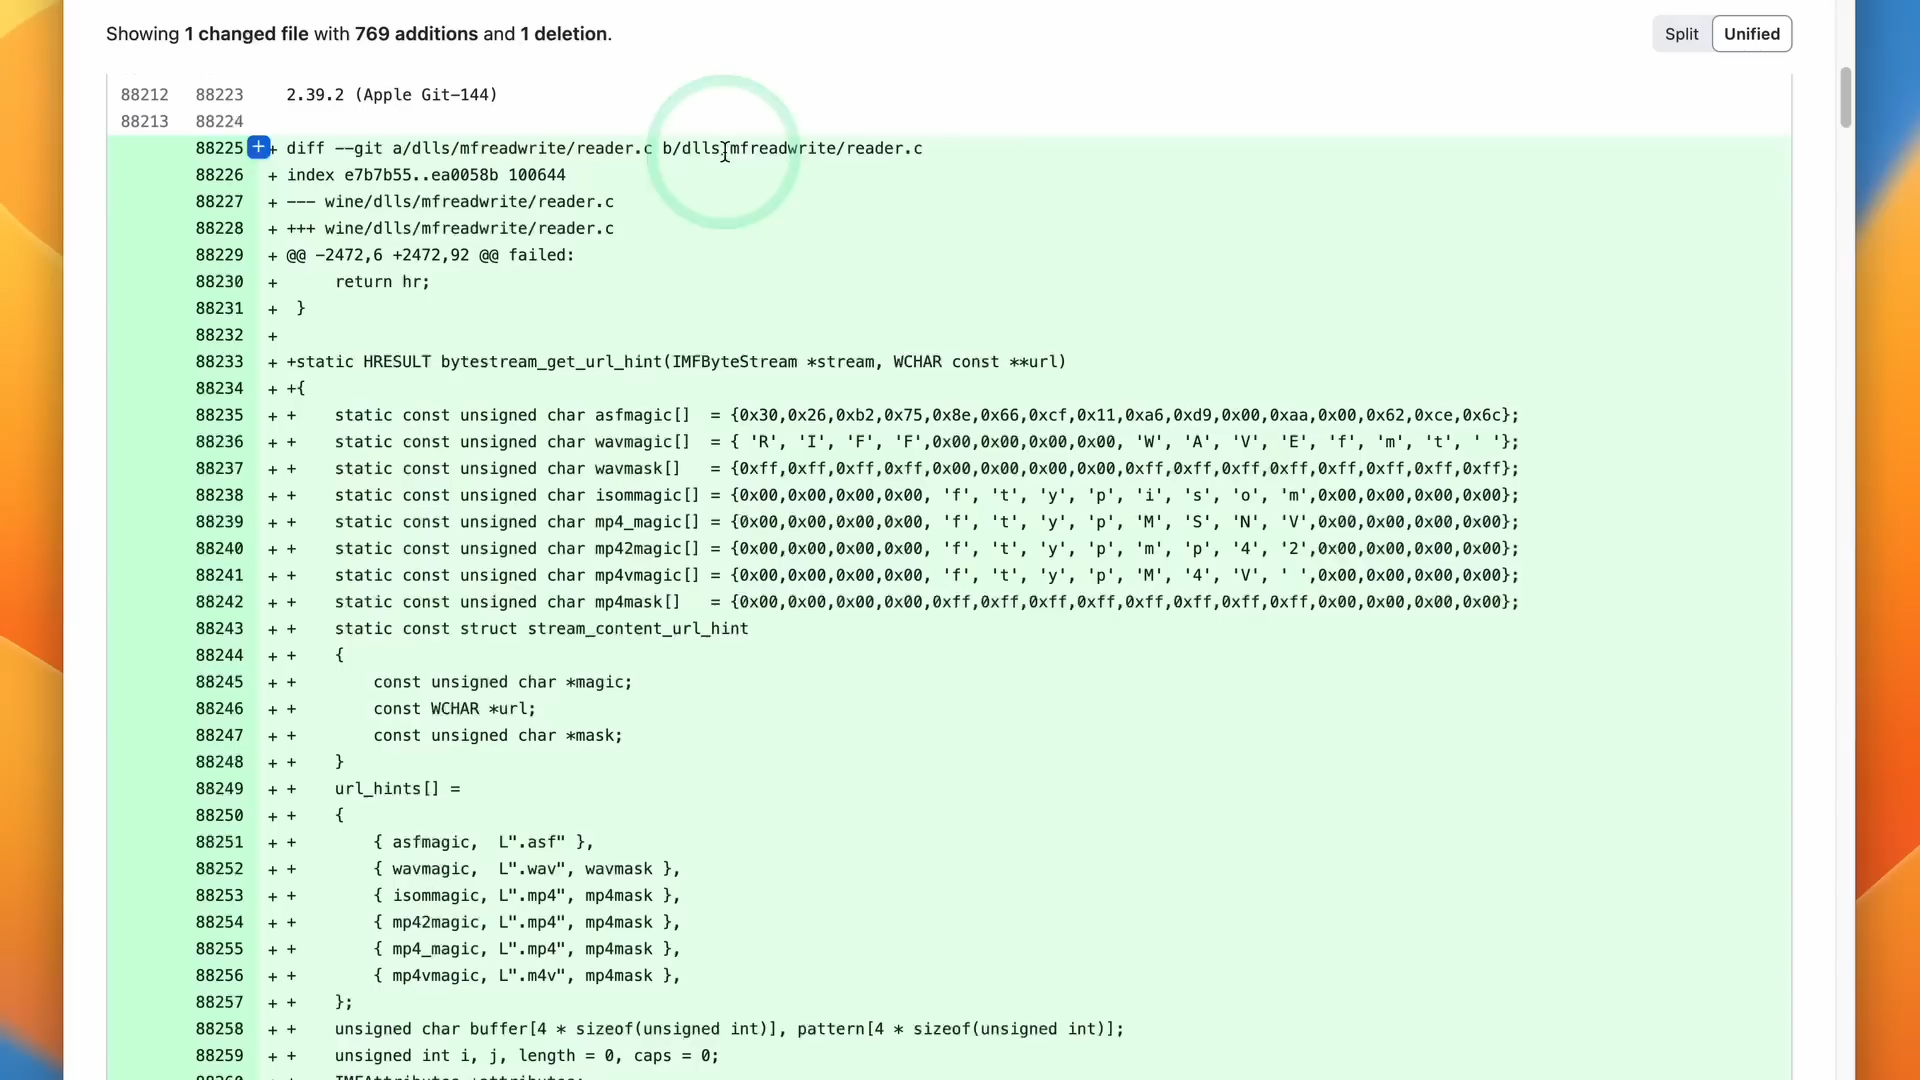 Showing 1 changed file with 769 additions and 1 deletion.
Split Unified
88212 88223 2.39.2 (Apple Git-144)
88213 88224
88225 + diff --git a/dlls/mfreadwrite/reader.c b/dlls/mfreadwrite/reader.c
88226 + index e7b7b55..ea0058b 100644
88227 + --- wine/dlls/mfreadwrite/reader.c
88228 + +++ wine/dlls/mfreadwrite/reader.c
88229 + @@ -2472,6 +2472,92 @@ failed:
88230 +      return hr;
88231 +  }
88232 +
88233 + +static HRESULT bytestream_get_url_hint(IMFByteStream *stream, WCHAR const **url)
88234 + +{
88235 + +    static const unsigned char asfmagic[]  = {0x30,0x26,0xb2,0x75,0x8e,0x66,0xcf,0x11,0xa6,0xd9,0x00,0xaa,0x00,0x62,0xce,0x6c};
88236 + +    static const unsigned char wavmagic[]  = { 'R', 'I', 'F', 'F',0x00,0x00,0x00,0x00, 'W', 'A', 'V', 'E', 'f', 'm', 't', ' '};
88237 + +    static const unsigned char wavmask[]   = {0xff,0xff,0xff,0xff,0x00,0x00,0x00,0x00,0xff,0xff,0xff,0xff,0xff,0xff,0xff,0xff};
88238 + +    static const unsigned char isommagic[] = {0x00,0x00,0x00,0x00, 'f', 't', 'y', 'p', 'i', 's', 'o', 'm',0x00,0x00,0x00,0x00};
88239 + +    static const unsigned char mp4_magic[] = {0x00,0x00,0x00,0x00, 'f', 't', 'y', 'p', 'M', 'S', 'N', 'V',0x00,0x00,0x00,0x00};
88240 + +    static const unsigned char mp42magic[] = {0x00,0x00,0x00,0x00, 'f', 't', 'y', 'p', 'm', 'p', '4', '2',0x00,0x00,0x00,0x00};
88241 + +    static const unsigned char mp4vmagic[] = {0x00,0x00,0x00,0x00, 'f', 't', 'y', 'p', 'M', '4', 'V', ' ',0x00,0x00,0x00,0x00};
88242 + +    static const unsigned char mp4mask[]   = {0x00,0x00,0x00,0x00,0xff,0xff,0xff,0xff,0xff,0xff,0xff,0xff,0x00,0x00,0x00,0x00};
88243 + +    static const struct stream_content_url_hint
88244 + +    {
88245 + +        const unsigned char *magic;
88246 + +        const WCHAR *url;
88247 + +        const unsigned char *mask;
88248 + +    }
88249 + +    url_hints[] =
88250 + +    {
88251 + +        { asfmagic,  L".asf" },
88252 + +        { wavmagic,  L".wav", wavmask },
88253 + +        { isommagic, L".mp4", mp4mask },
88254 + +        { mp42magic, L".mp4", mp4mask },
88255 + +        { mp4_magic, L".mp4", mp4mask },
88256 + +        { mp4vmagic, L".m4v", mp4mask },
88257 + +    };
88258 + +    unsigned char buffer[4 * sizeof(unsigned int)], pattern[4 * sizeof(unsigned int)];
88259 + +    unsigned int i, j, length = 0, caps = 0;
88260 + +    IMFAttributes *attributes;